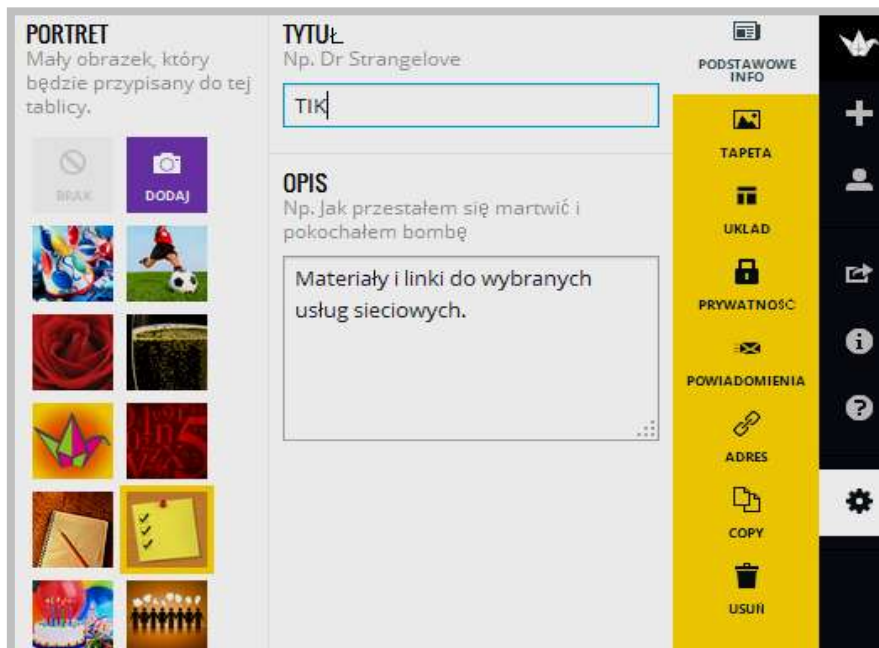 PORTRET
Mały obrazek, który
będzie przypisany do tej
tablicy.
BRAK
DODAJ
TYTUŁ
Np. Dr Strangelove
TIK
OPIS
Np. Jak przestałem się martwić i
pokochałem bombę
Materiały i linki do wybranych
usług sieciowych.
PODSTAWOWE
INFO
TAPETA
UKŁAD
PRYWATNOŚĆ
POWIADOMIENIA
ADRES
COPY
USUŃ